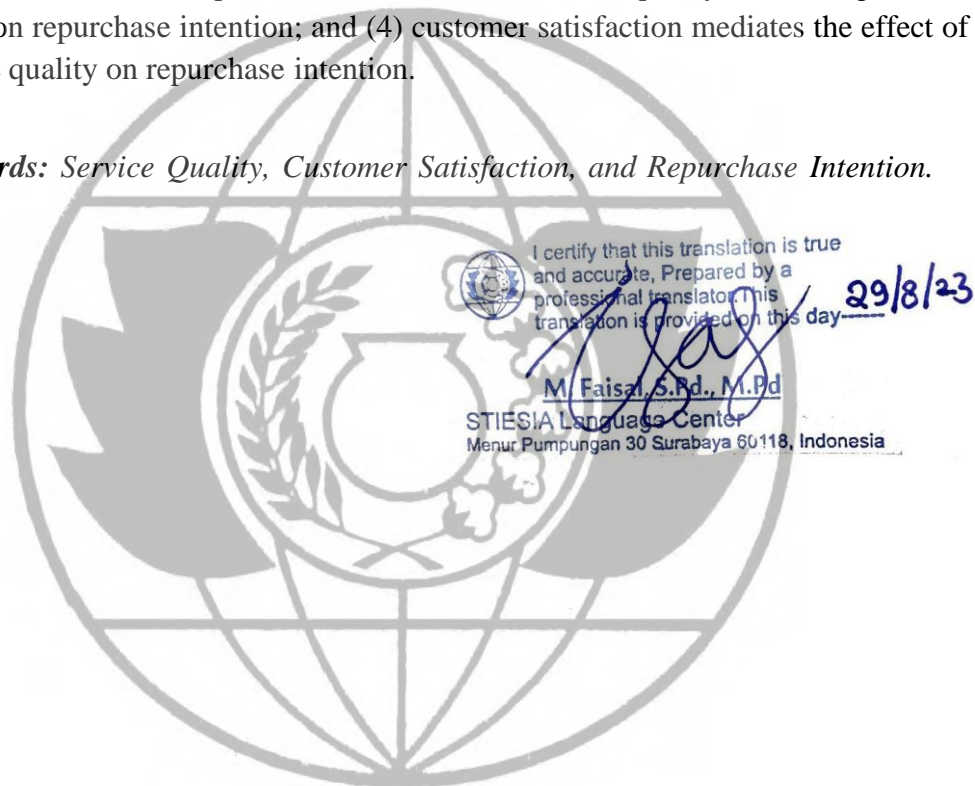 on repurchase intention; and (4) customer satisfaction mediates the effect of
quality on repurchase intention.
rds: Service Quality, Customer Satisfaction, and Repurchase Intention.
I certify that this translation is true
and accurate, Prepared by a
professional translator.This
translation is provided on this day-----29/8/23
M. Faisal, S.Pd., M.Pd
STIESIA Language Center
Menur Pumpungan 30 Surabaya 60118, Indonesia